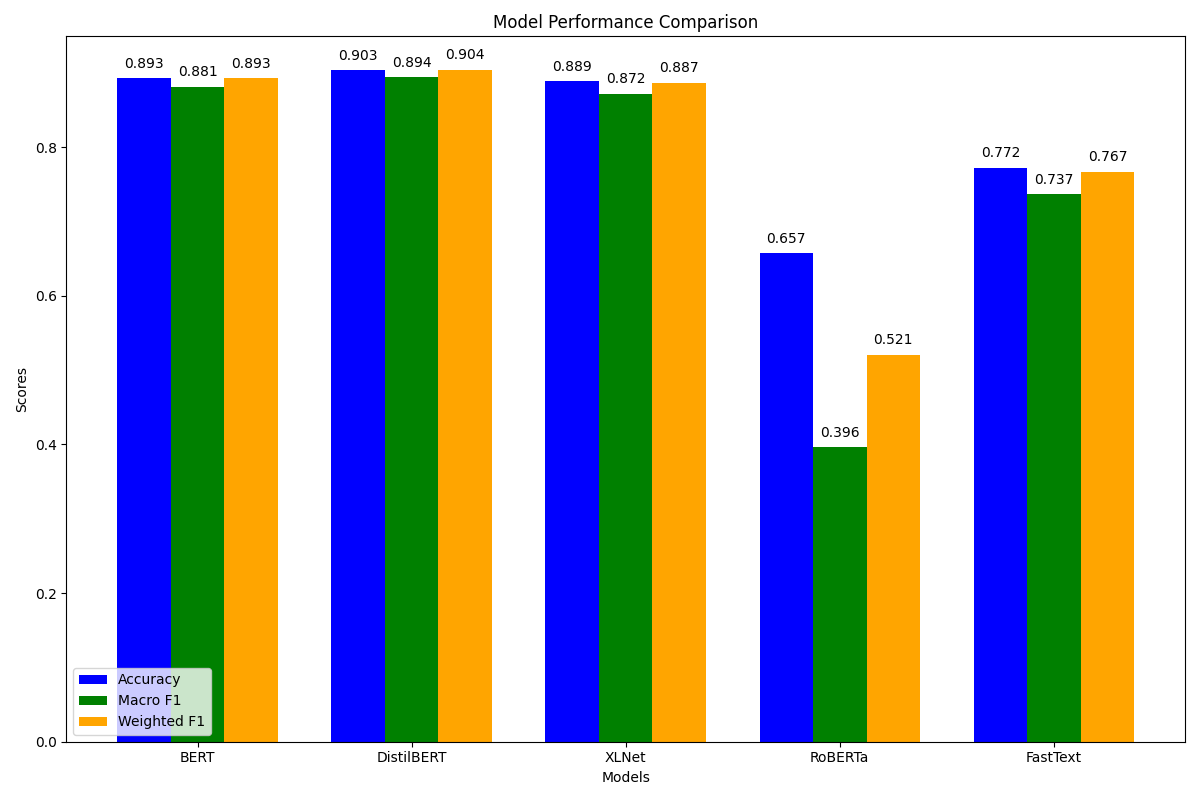 Model Performance Comparison
0.893
0.881
0.893
0.903
0.894
0.904
0.889
0.872
0.887
0.657
0.396
0.521
0.772
0.737
0.767
Scores
0.8
0.6
0.4
0.2
0.0
Accuracy
Macro F1
Weighted F1
BERT
DistilBERT
XLNet
RoBERTa
FastText
Models